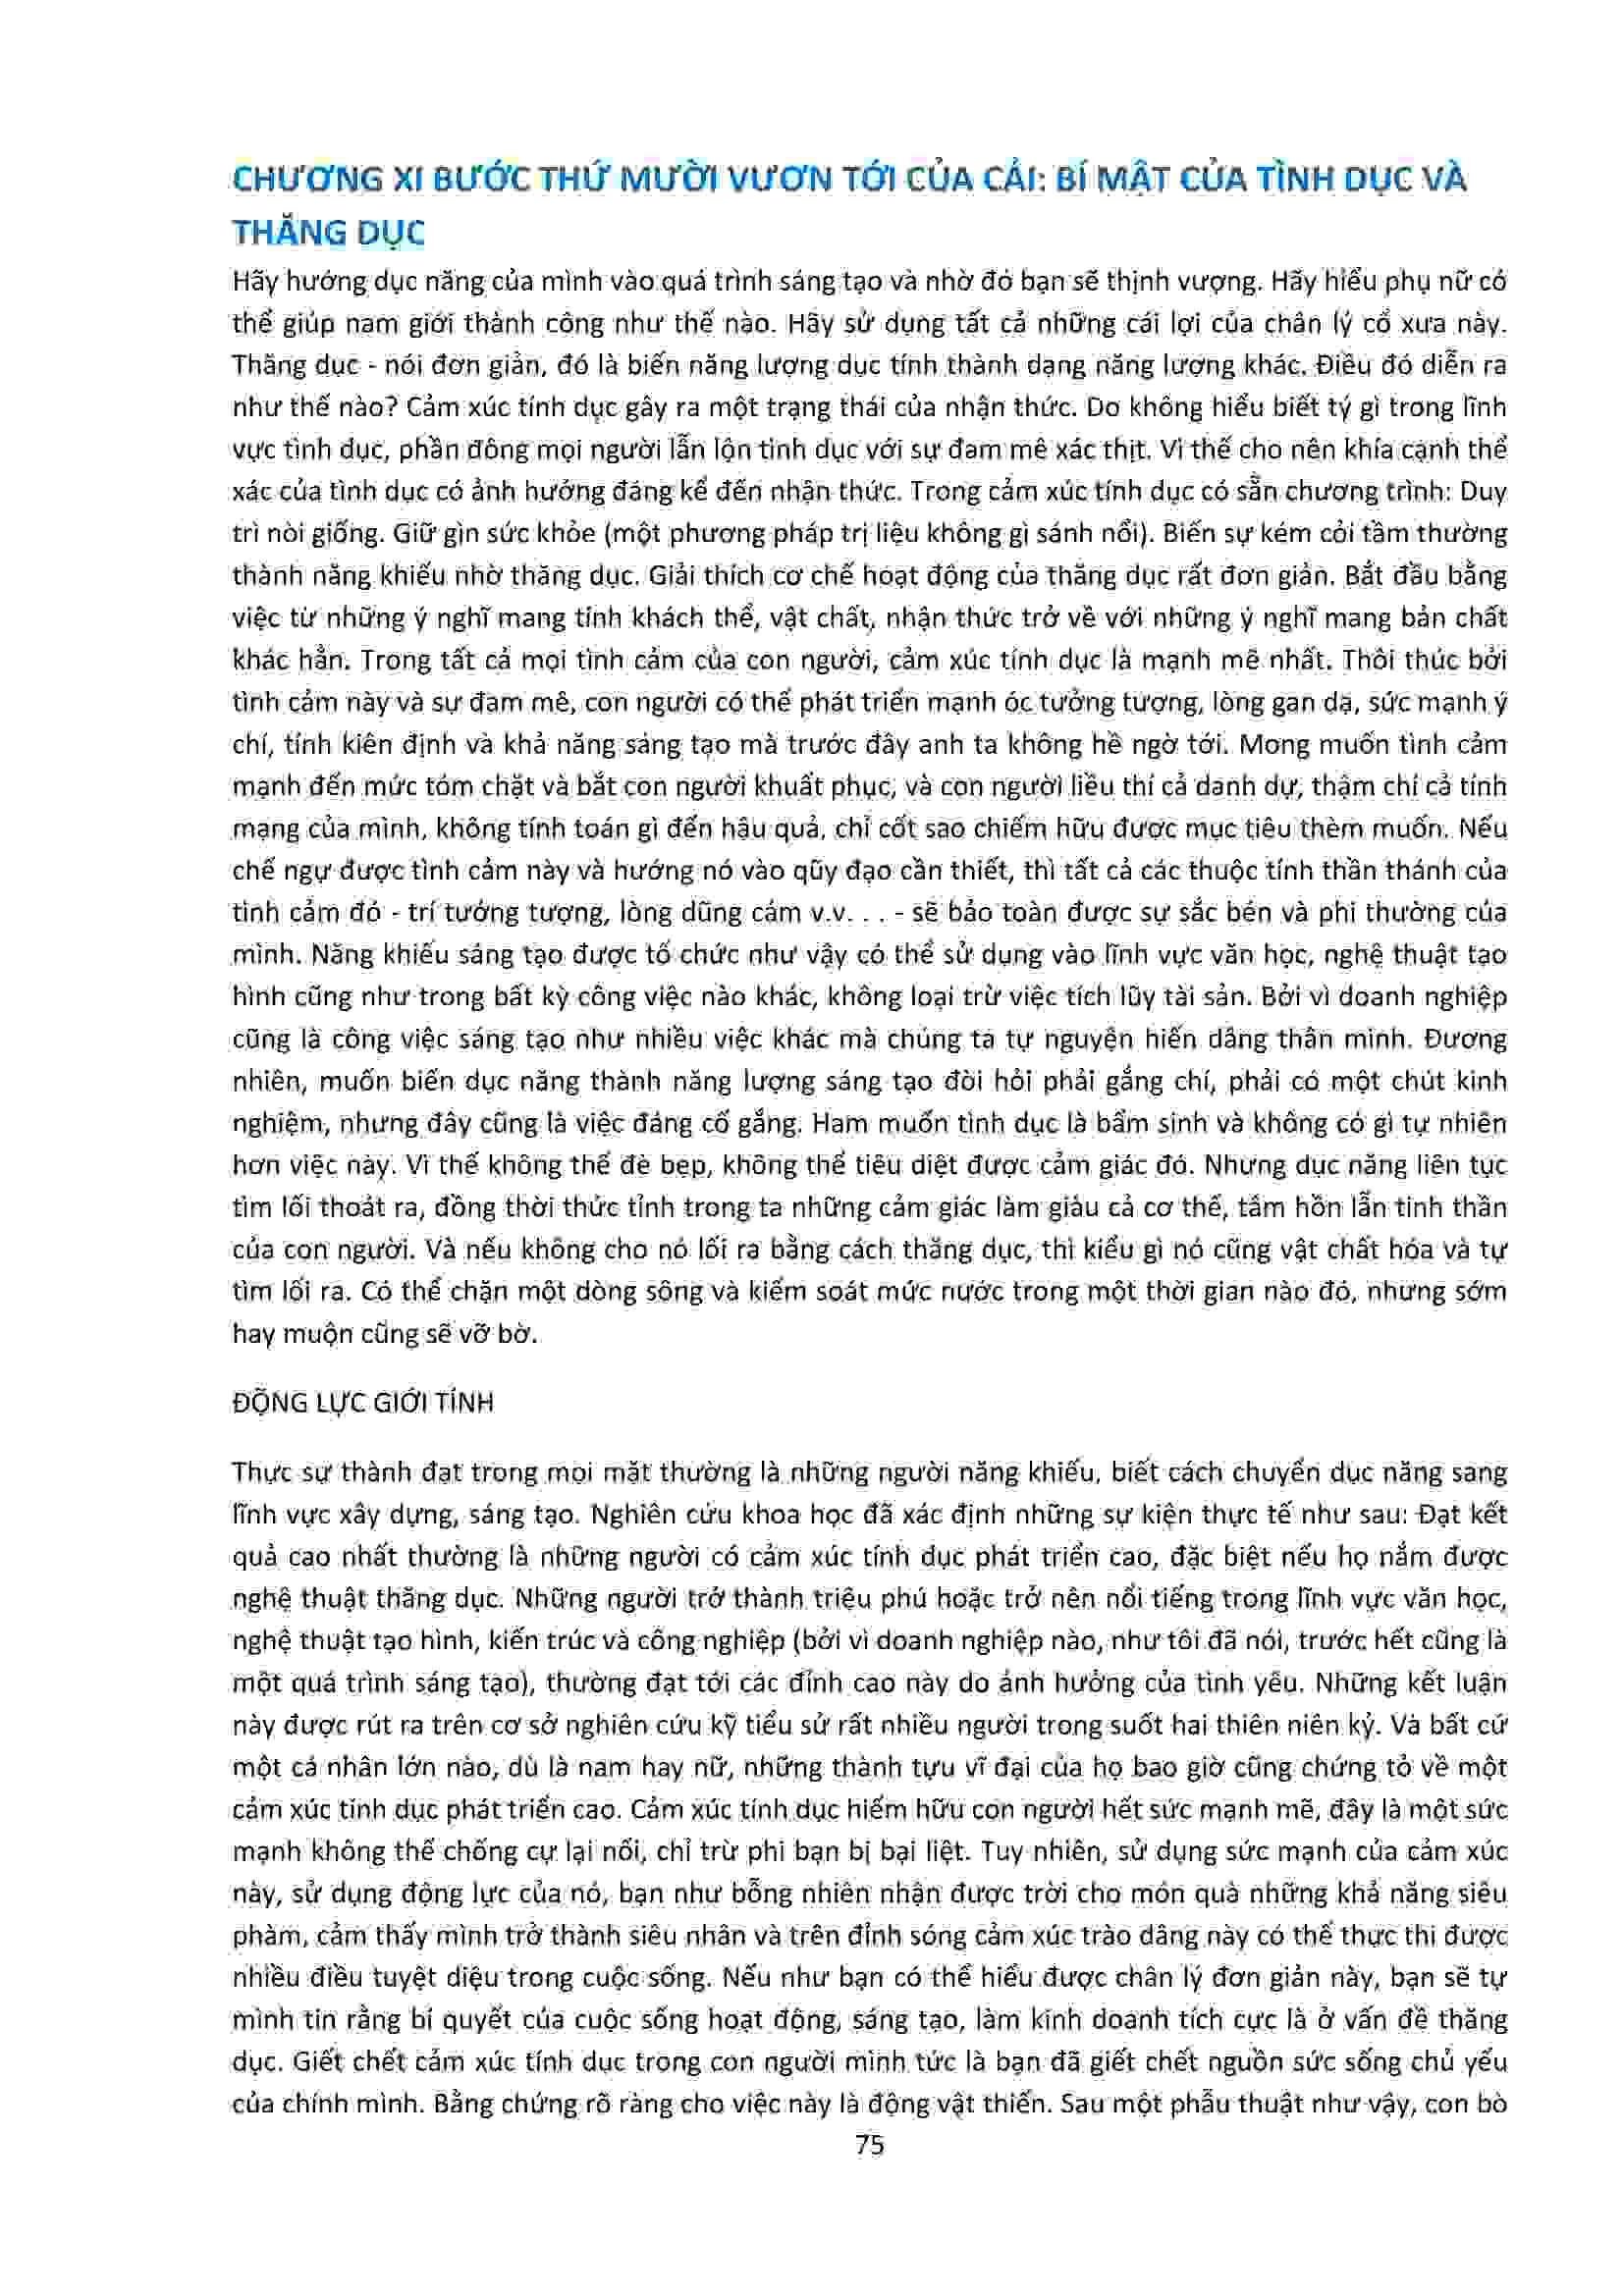 CHƯƠNG XI BƯỚC THỨ MƯỜI VƯƠN TỚI CỦA CẢI: BÍ MẬT CỦA TÌNH DỤC VÀ
THĂNG DỤC
Hãy hướng dục năng của mình vào quá trình sáng tạo và nhờ đó bạn sẽ thịnh vượng. Hãy hiểu phụ nữ có
thể giúp nam giới thành công như thế nào. Hãy sử dụng tất cả những cái lợi của chân lý cổ xưa này.
Thăng dục - nói đơn giản, đó là biến năng lượng dục tính thành dạng năng lượng khác. Điều đó diễn ra
như thế nào? Cảm xúc tính dục gây ra một trạng thái của nhận thức. Do không hiểu biết tý gì trong lĩnh
vực tình dục, phần đông mọi người lẫn lộn tình dục với sự đam mê xác thịt. Vì thế cho nên khía cạnh thể
xác của tình dục có ảnh hưởng đáng kể đến nhận thức. Trong cảm xúc tính dục có sẵn chương trình: Duy
trì nòi giống. Giữ gìn sức khỏe (một phương pháp trị liệu không gì sánh nổi). Biến sự kém cỏi tầm thường
thành năng khiếu nhờ thăng dục. Giải thích cơ chế hoạt động của thăng dục rất đơn giản. Bắt đầu bằng
việc từ những ý nghĩ mang tính khách thể, vật chất, nhận thức trở về với những ý nghĩ mang bản chất
khác hẳn. Trong tất cả mọi tình cảm của con người, cảm xúc tính dục là mạnh mẽ nhất. Thôi thúc bởi
tình cảm này và sự đam mê, con người có thể phát triển mạnh óc tưởng tượng, lòng gan dạ, sức mạnh ý
chí, tính kiên định và khả năng sáng tạo mà trước đây anh ta không hề ngờ tới. Mong muốn tình cảm
mạnh đến mức tóm chặt và bắt con người khuất phục, và con người liều thí cả danh dự, thậm chí cả tính
mạng của mình, không tính toán gì đến hậu quả, chỉ cốt sao chiếm hữu được mục tiêu thèm muốn. Nếu
chế ngự được tình cảm này và hướng nó vào qũy đạo cần thiết, thì tất cả các thuộc tính thần thánh của
tình cảm đó - trí tưởng tượng, lòng dũng cảm v.v. . . - sẽ bảo toàn được sự sắc bén và phi thường của
mình. Năng khiếu sáng tạo được tổ chức như vậy có thể sử dụng vào lĩnh vực văn học, nghệ thuật tạo
hình cũng như trong bất kỳ công việc nào khác, không loại trừ việc tích lũy tài sản. Bởi vì doanh nghiệp
cũng là công việc sáng tạo như nhiều việc khác mà chúng ta tự nguyện hiến dâng thân mình. Đương
nhiên, muốn biến dục năng thành năng lượng sáng tạo đòi hỏi phải gắng chí, phải có một chút kinh
nghiệm, nhưng đây cũng là việc đáng cố gắng. Ham muốn tình dục là bẩm sinh và không có gì tự nhiên
hơn việc này. Vì thế không thể đè bẹp, không thể tiêu diệt được cảm giác đó. Nhưng dục năng liên tục
tìm lối thoát ra, đồng thời thức tỉnh trong ta những cảm giác làm giàu cả cơ thể, tâm hồn lẫn tinh thần
của con người. Và nếu không cho nó lối ra bằng cách thăng dục, thì kiểu gì nó cũng vật chất hóa và tự
tìm lối ra. Có thể chặn một dòng sông và kiểm soát mức nước trong một thời gian nào đó, nhưng sớm
hay muộn cũng sẽ vỡ bờ.
ĐỘNG LỰC GIỚI TÍNH
Thực sự thành đạt trong mọi mặt thường là những người năng khiếu, biết cách chuyển dục năng sang
lĩnh vực xây dựng, sáng tạo. Nghiên cứu khoa học đã xác định những sự kiện thực tế như sau: Đạt kết
quả cao nhất thường là những người có cảm xúc tính dục phát triển cao, đặc biệt nếu họ nắm được
nghệ thuật thăng dục. Những người trở thành triệu phú hoặc trở nên nổi tiếng trong lĩnh vực văn học,
nghệ thuật tạo hình, kiến trúc và công nghiệp (bởi vì doanh nghiệp nào, như tôi đã nói, trước hết cũng là
một quá trình sáng tạo), thường đạt tới các đỉnh cao này do ảnh hưởng của tình yêu. Những kết luận
này được rút ra trên cơ sở nghiên cứu kỹ tiểu sử rất nhiều người trong suốt hai thiên niên kỷ. Và bất cứ
một cá nhân lớn nào, dù là nam hay nữ, những thành tựu vĩ đại của họ bao giờ cũng chứng tỏ về một
cảm xúc tính dục phát triển cao. Cảm xúc tính dục hiếm hữu con người hết sức mạnh mẽ, đây là một sức
mạnh không thể chống cự lại nổi, chỉ trừ phi bạn bị bại liệt. Tuy nhiên, sử dụng sức mạnh của cảm xúc
này, sử dụng động lực của nó, bạn như bỗng nhiên nhận được trời cho món quà những khả năng siêu
phàm, cảm thấy mình trở thành siêu nhân và trên đỉnh sóng cảm xúc trào dâng này có thể thực thi được
nhiều điều tuyệt diệu trong cuộc sống. Nếu như bạn có thể hiểu được chân lý đơn giản này, bạn sẽ tự
mình tin rằng bí quyết của cuộc sống hoạt động, sáng tạo, làm kinh doanh tích cực là ở vấn đề thăng
dục. Giết chết cảm xúc tính dục trong con người mình tức là bạn đã giết chết nguồn sức sống chủ yếu
của chính mình. Bằng chứng rõ ràng cho việc này là động vật thiến. Sau một phẫu thuật như vậy, con bò
75